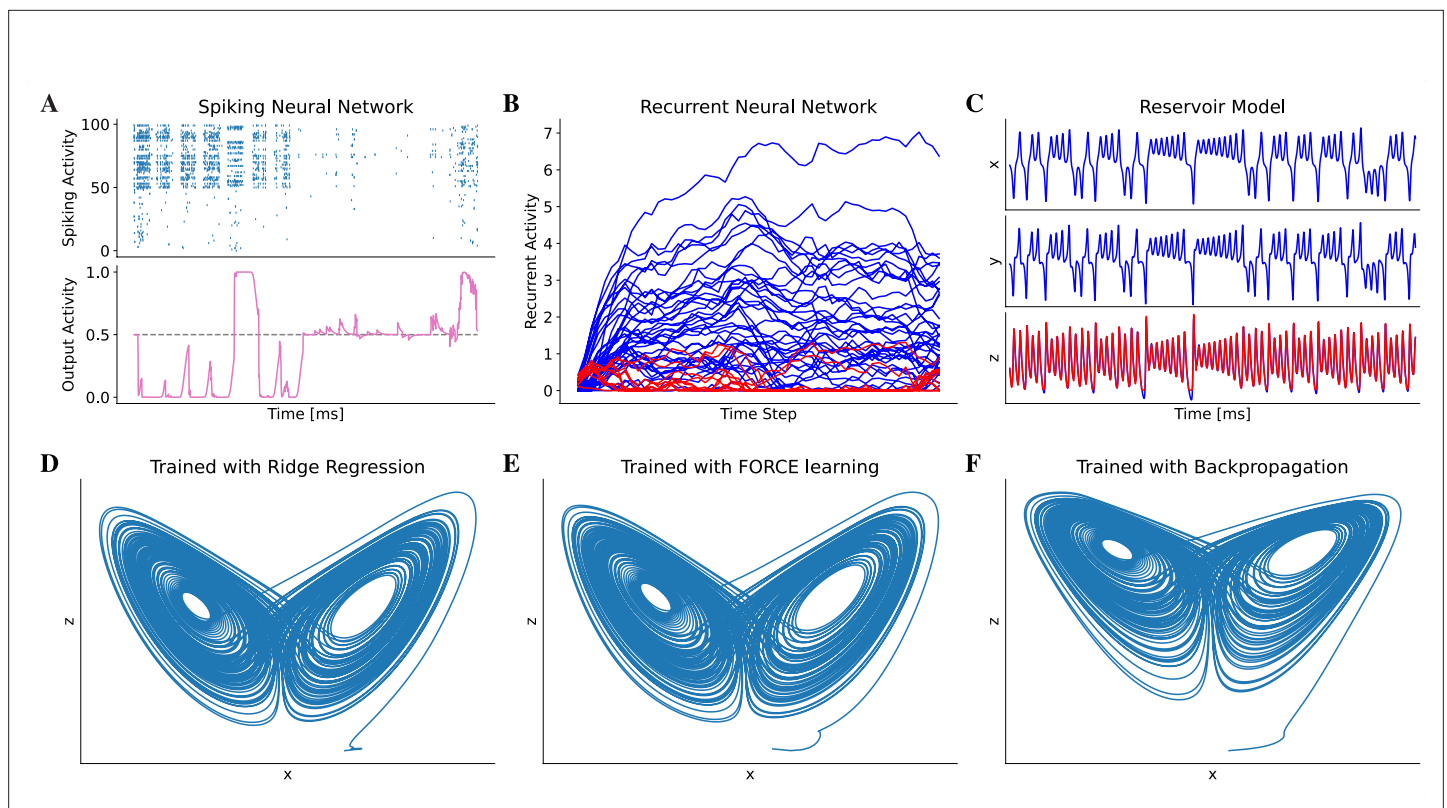 A
Spiking Neural Network
Spiking Activity
100
50
0
Output Activity
1.0
0.5
0.0
Time [ms]
B
Recurrent Neural Network
Recurrent Activity
7
6
5
4
3
2
1
0
Time Step
C
Reservoir Model
x
y
z
Time [ms]
D
Trained with Ridge Regression
z
x
E
Trained with FORCE learning
z
x
F
Trained with Backpropagation
z
x